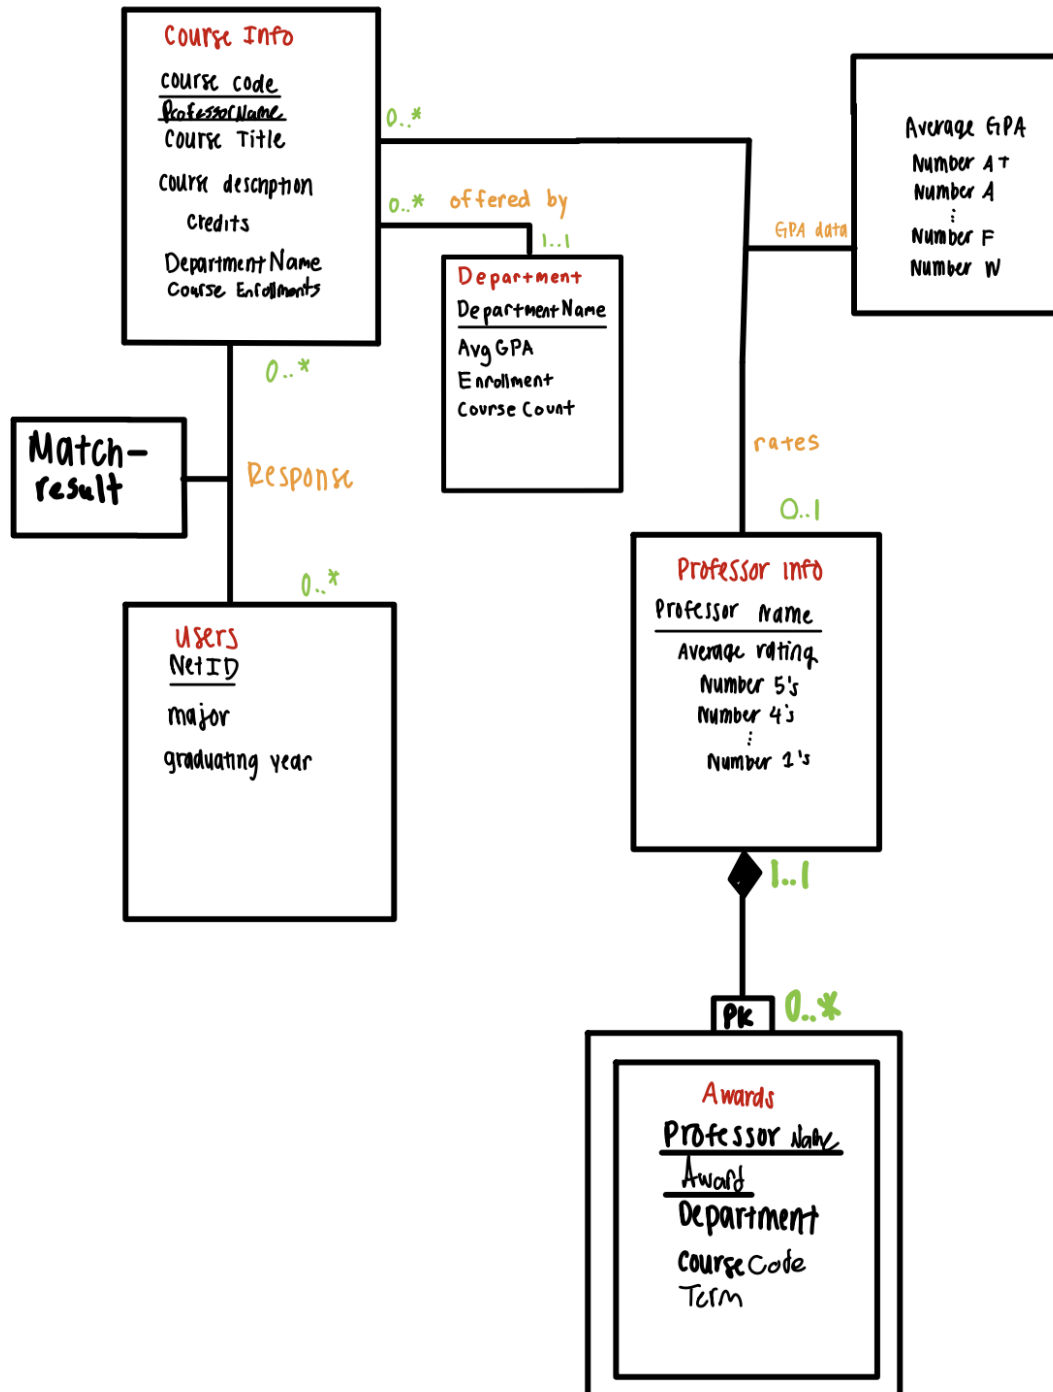 Course Info
course code
ProfessorName
Course Title
course description
credits
Department Name
Course Enrollments
0..*
0..*
offered by
1..1
Department
Department Name
Avg GPA
Enrollment
Course Count
Average GPA
Number A+
Number A
⋮
Number F
Number W
GPA data
0..*
Match-
result
Response
0..*
rates
0..1
users
NetID
major
graduating year
Professor info
Professor Name
Average rating
Number 5's
Number 4's
⋮
Number 1's
1..1
PK
0..*
Awards
Professor Name
Award
Department
Course Code
Term